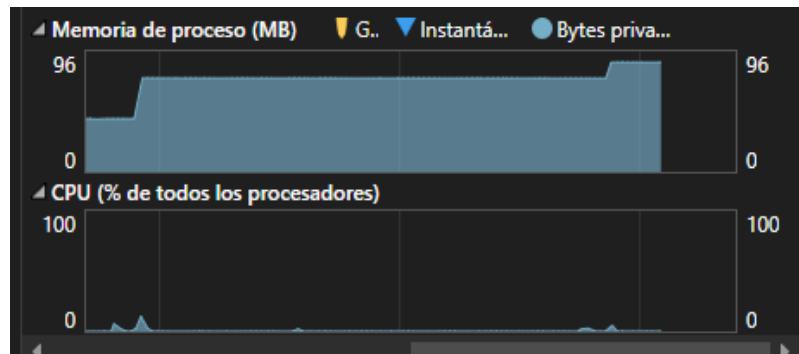 Memoria de proceso (MB) G.. Instantá... Bytes priva...
96 96
0 0
CPU (% de todos los procesadores)
100 100
0 0